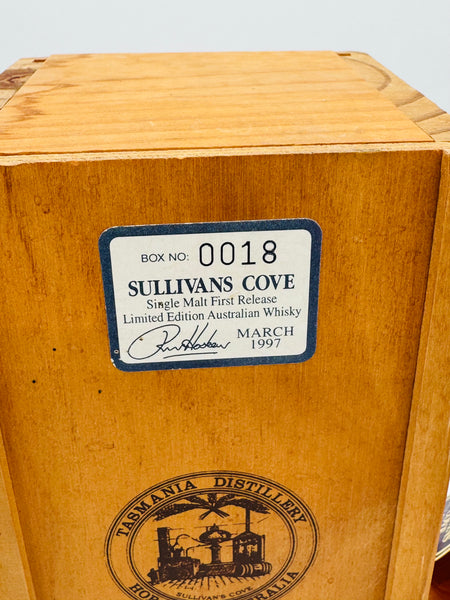 BOX NO: 0018
SULLIVANS COVE
Single Malt First Release
Limited Edition Australian Whisky
MARCH
1997
TASMANIA DISTILLERY
SULLIVAN'S COVE